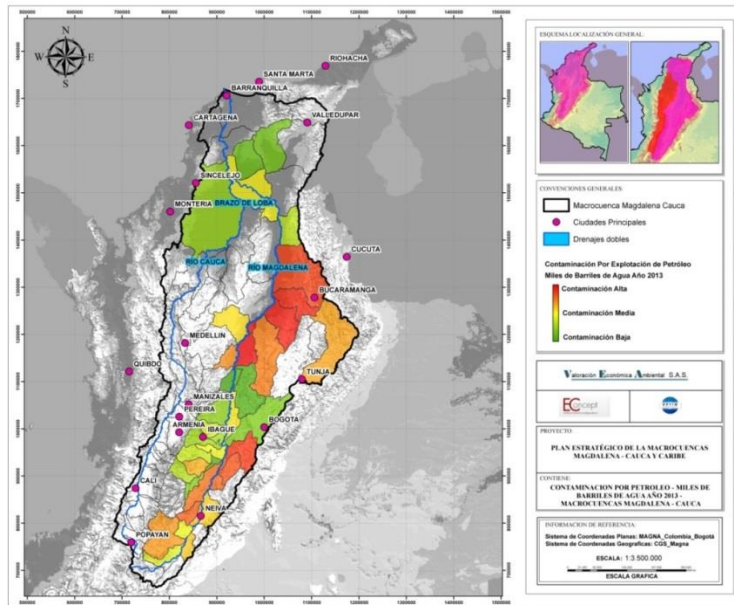 N
W
E
S
RIOHACHA
SANTA MARTA
BARRANQUILLA
CARTAGENA
VALLEDUPAR
SINCELEJO
MONTERIA
BRAZO DE LOBA
CUCUTA
RÍO CAUCA
RÍO MAGDALENA
BUCARAMANGA
MEDELLIN
QUIBDO
TUNJA
MANIZALES
PEREIRA
ARMENIA
IBAGUE
BOGOTA
CALI
NEIVA
POPAYAN
ESQUEMA LOCALIZACIÓN GENERAL:
CONVENCIONES GENERALES:
Macrocuenca Magdalena Cauca
Ciudades Principales
Drenajes dobles
Contaminación Por Explotación de Petróleo
Miles de Barriles de Agua Año 2013
Contaminación Alta
Contaminación Media
Contaminación Baja
Valoración Económica Ambiental S.A.S.
EConcept
PROYECTO:
PLAN ESTRATÉGICO DE LA MACROCUENCAS
MAGDALENA - CAUCA Y CARIBE
CONTIENE:
CONTAMINACION POR PETROLEO - MILES DE
BARRILES DE AGUA AÑO 2013 -
MACROCUENCAS MAGDALENA - CAUCA
INFORMACION DE REFERENCIA:
Sistema de Coordenadas Planas: MAGNA_Colombia_Bogotá
Sistema de Coordenadas Geograficas: CGS_Magna
ESCALA: 1:3.500.000
ESCALA GRAFICA